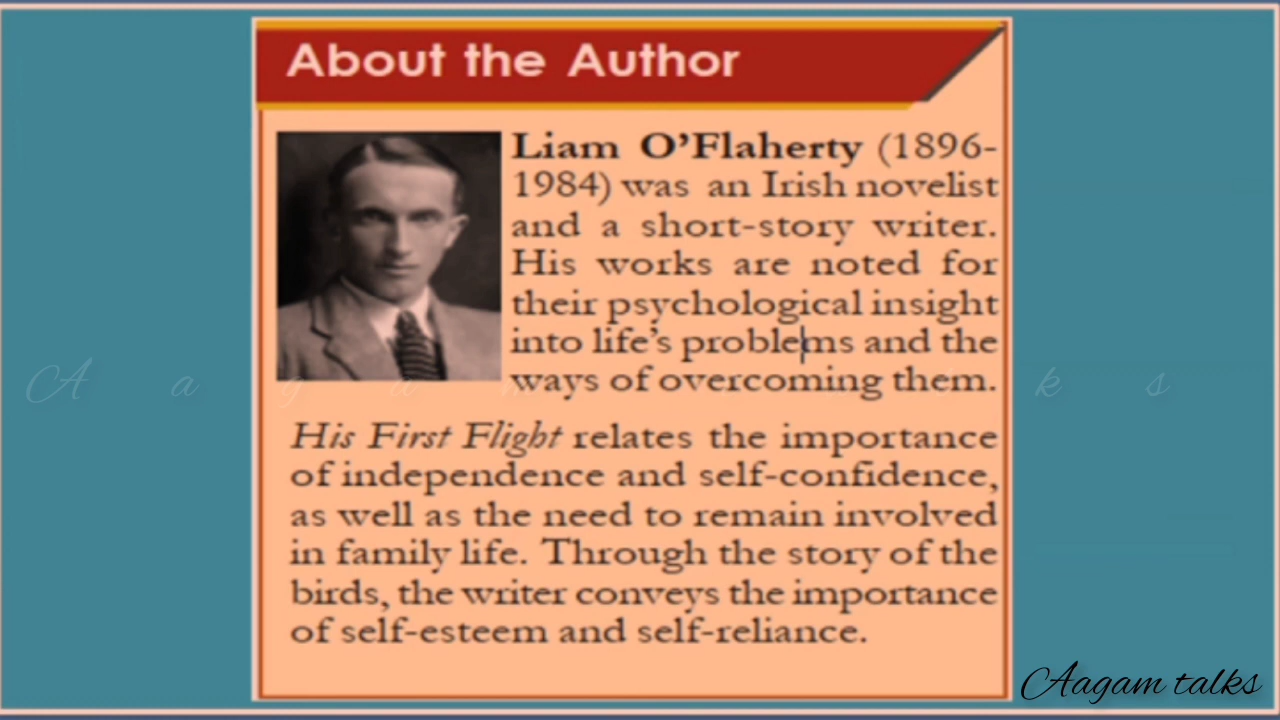 About the Author
Liam O'Flaherty (1896-
1984) was an Irish novelist
and a short-story writer.
His works are noted for
their psychological insight
into life's problems and the
ways of overcoming them.
His First Flight relates the importance
of independence and self-confidence,
as well as the need to remain involved
in family life. Through the story of the
birds, the writer conveys the importance
of self-esteem and self-reliance.
Aagam talks